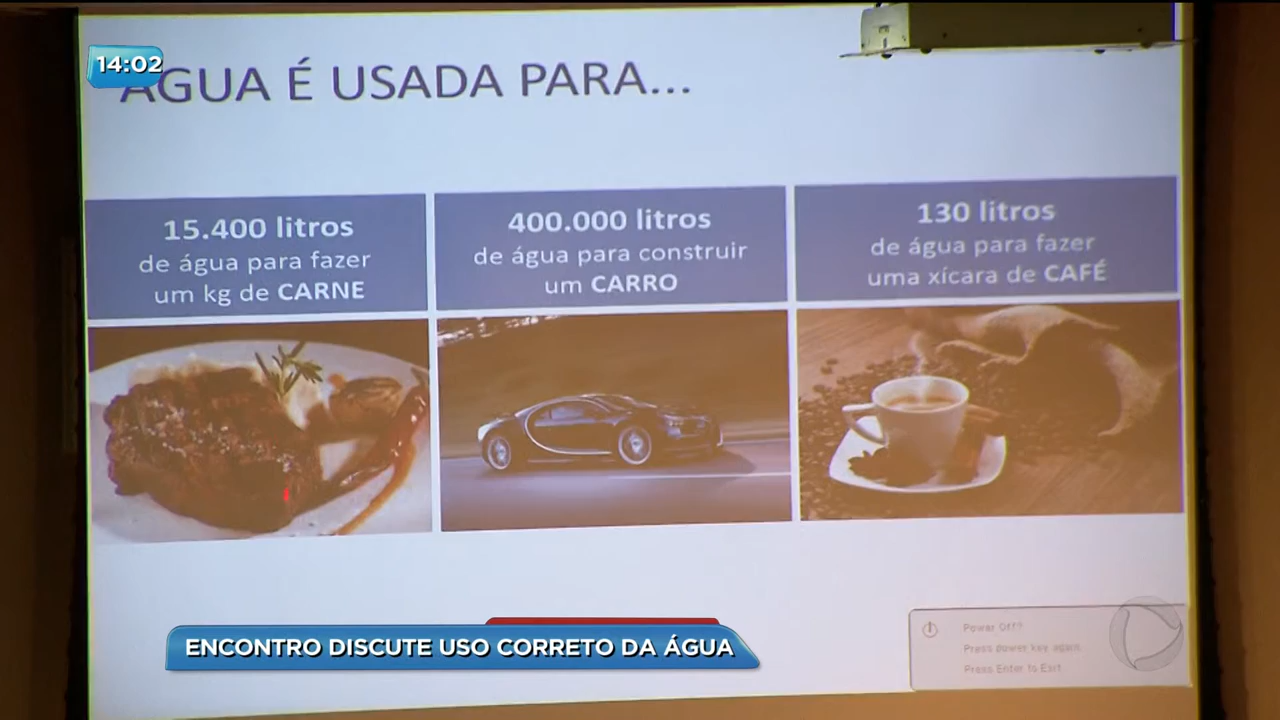 14:02
ÁGUA É USADA PARA...
15.400 litros
de água para fazer
um kg de CARNE
400.000 litros
de água para construir
um CARRO
130 litros
de água para fazer
uma xícara de CAFÉ
ENCONTRO DISCUTE USO CORRETO DA ÁGUA
Power Off?
Press power key again.
Press Enter to Exit